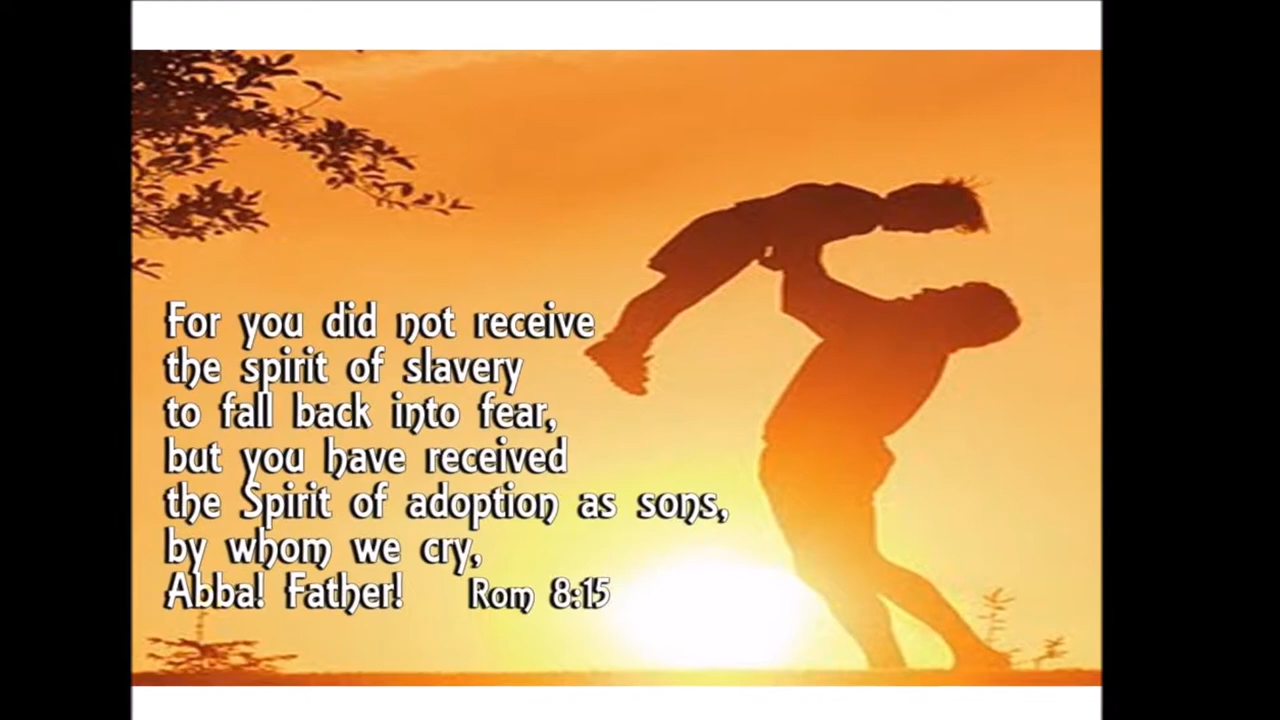 For you did not receive
the spirit of slavery
to fall back into fear,
but you have received
the Spirit of adoption as sons,
by whom we cry,
Abba! Father! Rom 8:15